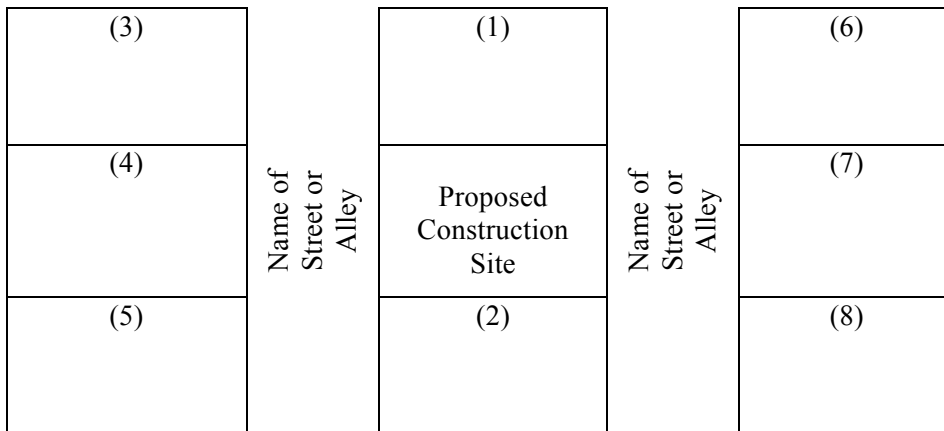 (3)
(1)
(6)
(4)
Name of
Street or
Alley
Proposed
Construction
Site
Name of
Street or
Alley
(7)
(5)
(2)
(8)